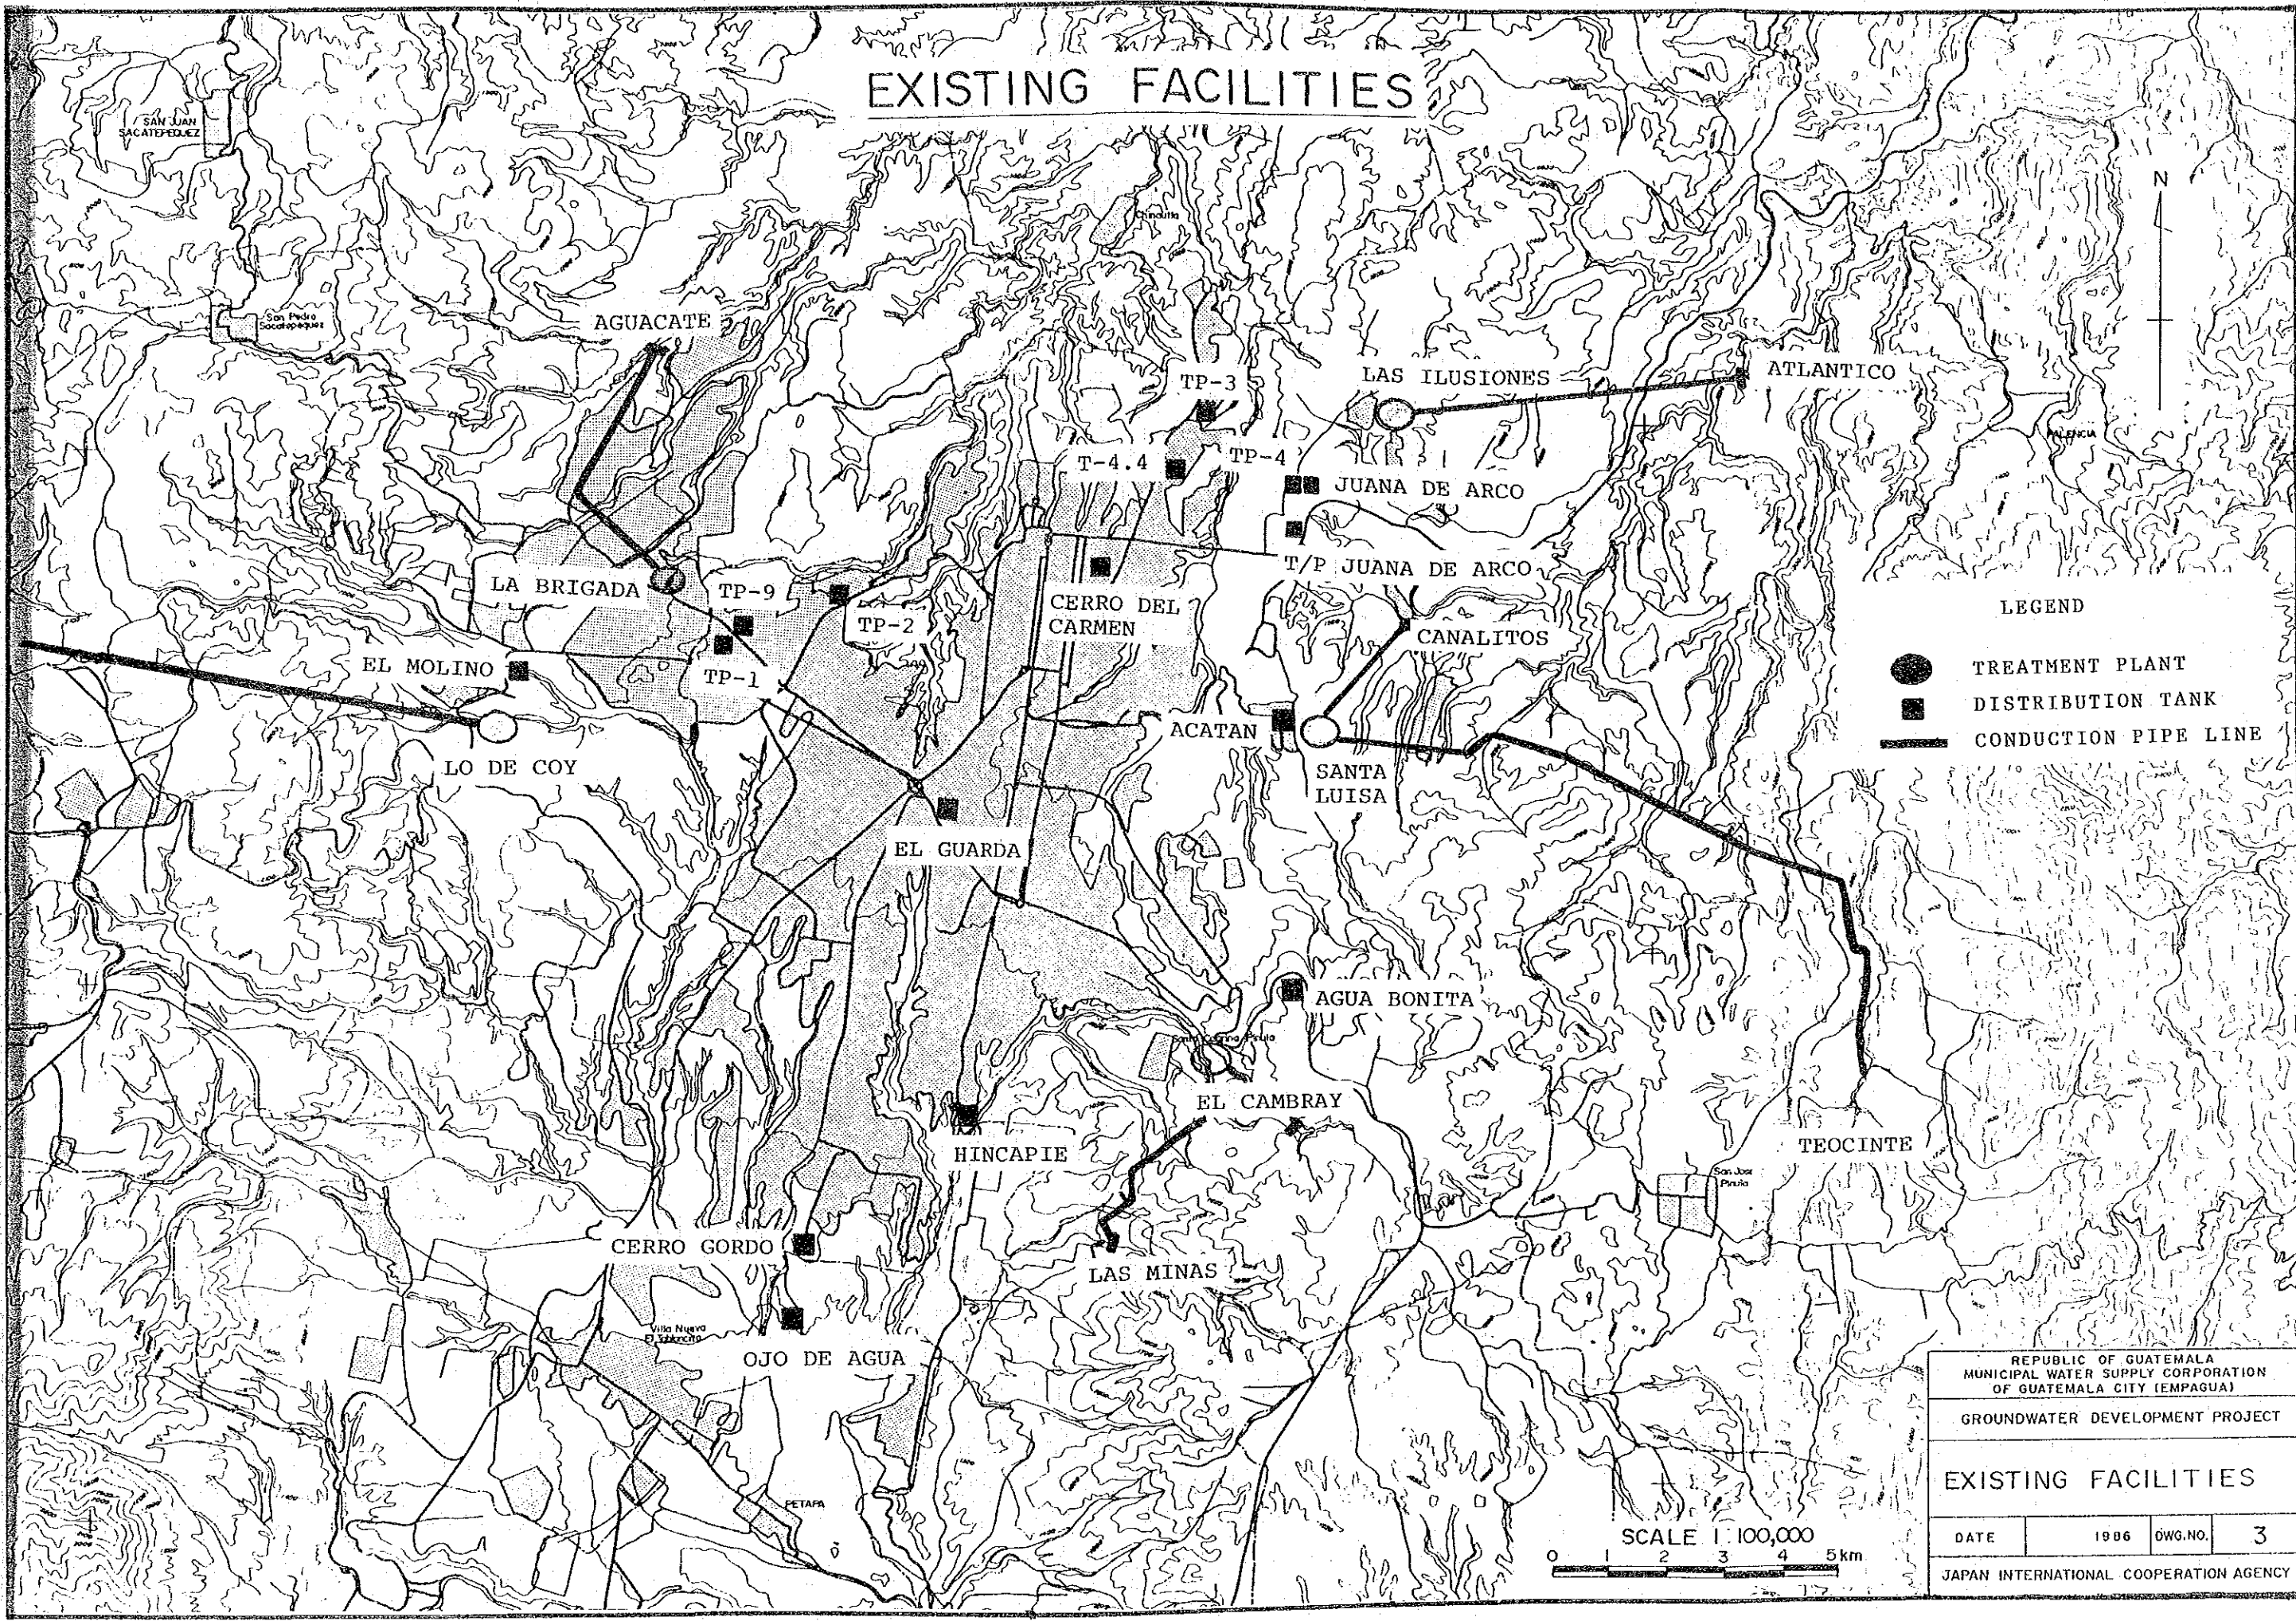 EXISTING FACILITIES
SAN JUAN
SACATEPEQUEZ
N
Chinautla
San Pedro
Sacatepequez
AGUACATE
TP-3
LAS ILUSIONES
ATLANTICO
PALENCIA
T-4.4
TP-4
JUANA DE ARCO
T/P JUANA DE ARCO
LA BRIGADA
TP-9
TP-2
CERRO DEL
CARMEN
CANALITOS
EL MOLINO
TP-1
ACATAN
LO DE COY
SANTA
LUISA
EL GUARDA
LEGEND
TREATMENT PLANT
DISTRIBUTION TANK
CONDUCTION PIPE LINE
AGUA BONITA
Santa Catarina Pinula
EL CAMBRAY
HINCAPIE
TEOCINTE
San Jose
Pinula
CERRO GORDO
LAS MINAS
Villa Nueva
OJO DE AGUA
PETAPA
SCALE 1:100,000
0 1 2 3 4 5km
REPUBLIC OF GUATEMALA
MUNICIPAL WATER SUPPLY CORPORATION
OF GUATEMALA CITY (EMPAGUA)
GROUNDWATER DEVELOPMENT PROJECT
EXISTING FACILITIES
DATE 1986 DWG.NO. 3
JAPAN INTERNATIONAL COOPERATION AGENCY